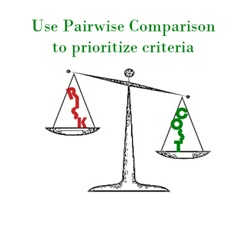 Use Pairwise Comparison
to prioritize criteria
RISK
COST